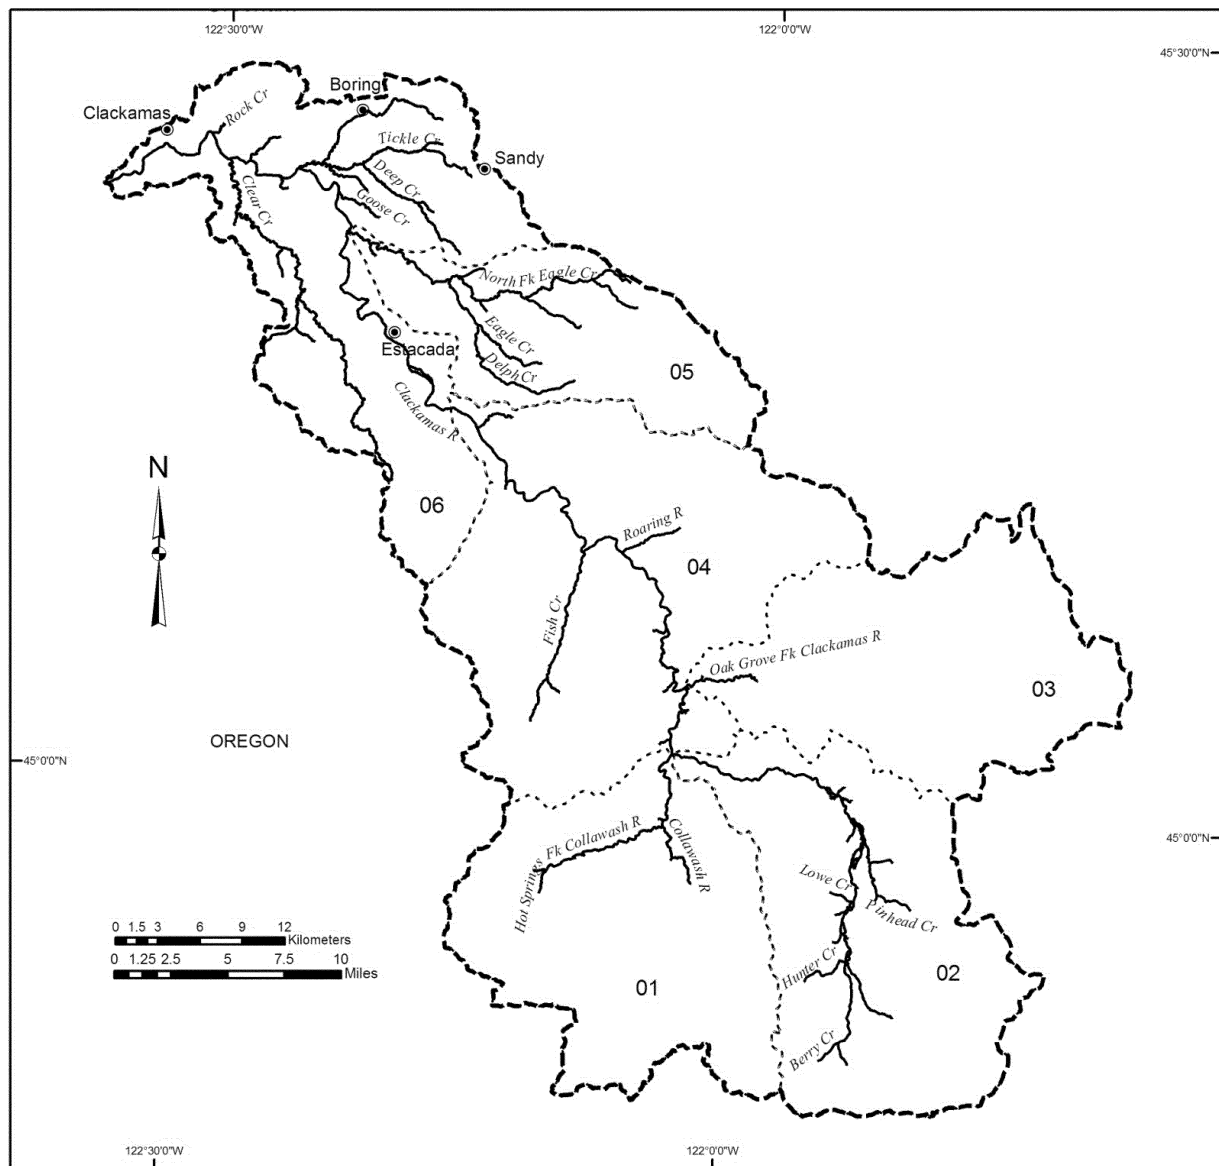 122°30'0"W
122°0'0"W
45°30'0"N
Boring
Clackamas
Rock Cr
Tickle Cr
Sandy
Deep Cr
Clear Cr
Goose Cr
North Fk Eagle Cr
Eagle Cr
Estacada
Delph Cr
05
Clackamas R
N
06
Roaring R
04
Fish Cr
Oak Grove Fk Clackamas R
03
OREGON
45°0'0"N
Hot Springs Fk Collawash R
Collawash R
45°0'0"N
Lowe Cr
Pinhead Cr
0 1.5 3 6 9 12
Kilometers
0 1.25 2.5 5 7.5 10
Miles
Hunter Cr
02
01
Berry Cr
122°30'0"W
122°0'0"W